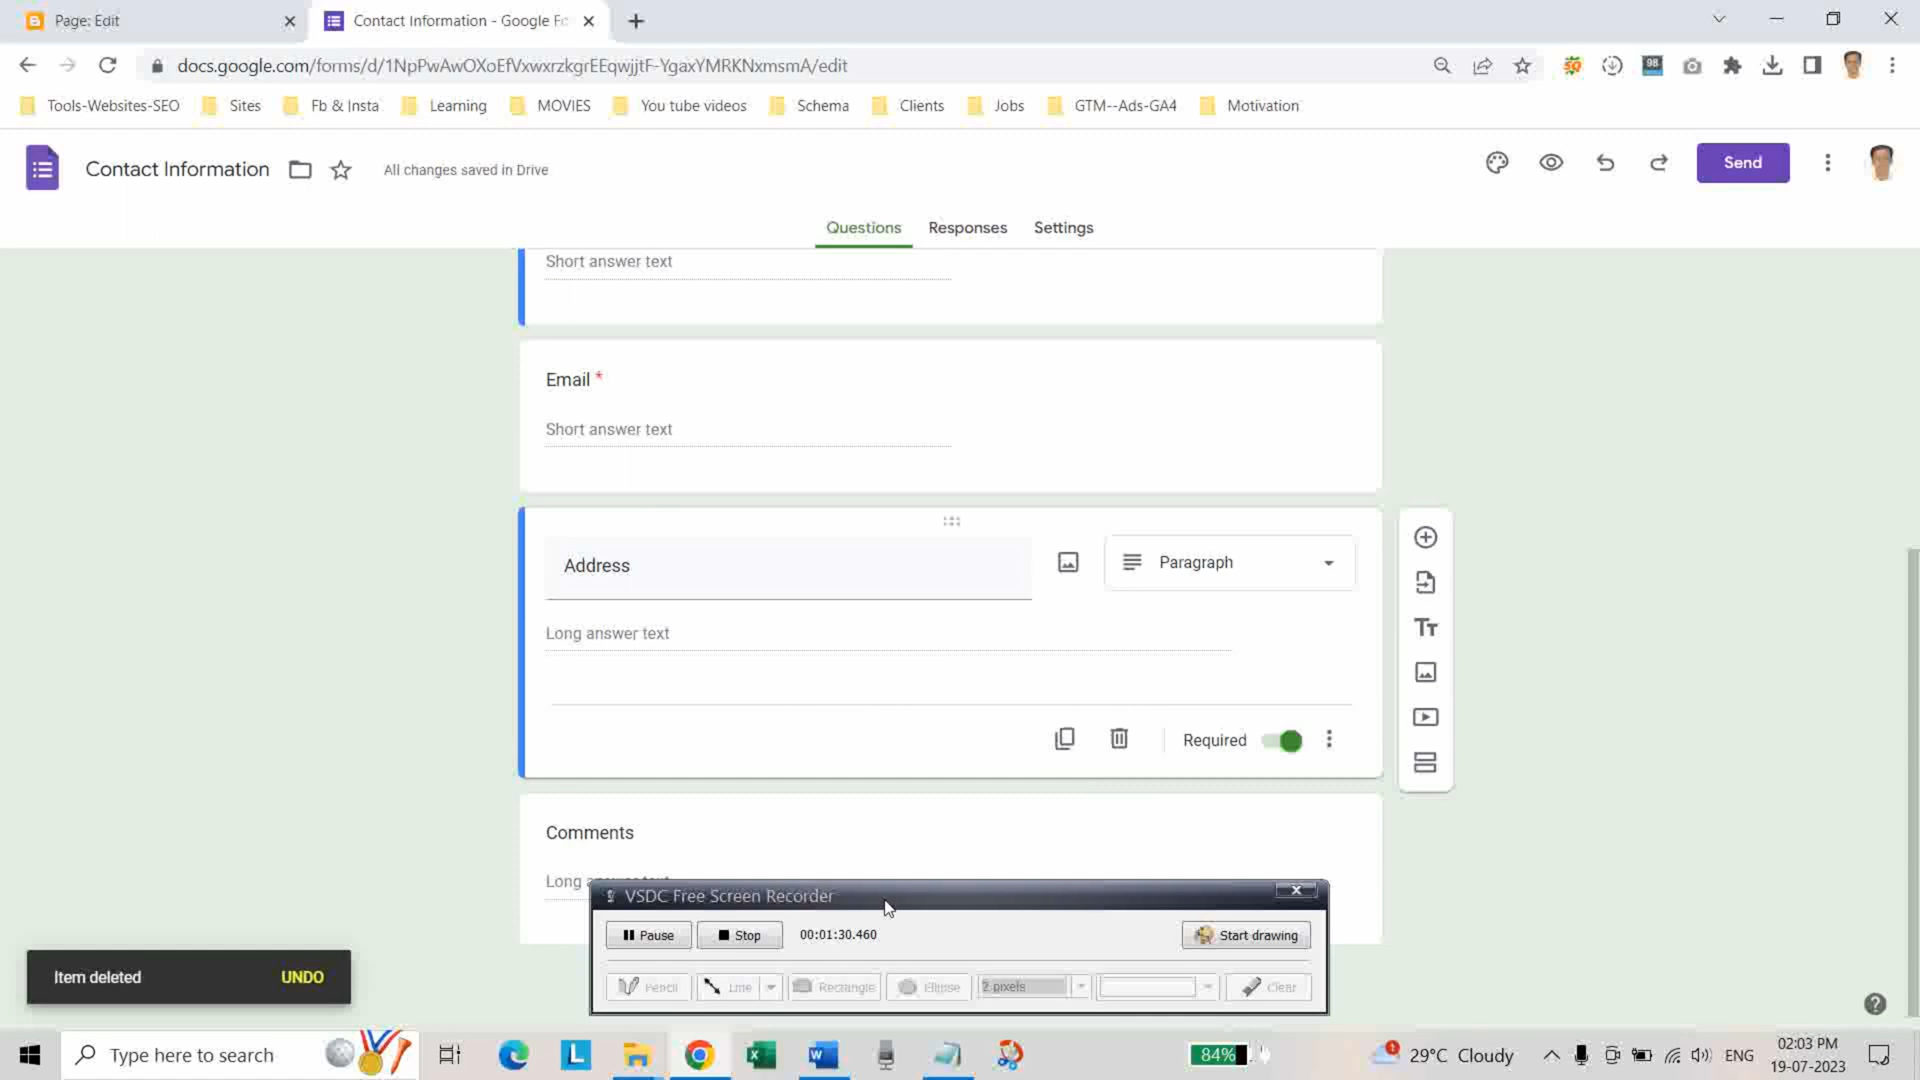 Page: Edit
Contact Information - Google Fo
docs.google.com/forms/d/1NpPwAwOXoEfVxwxrzkgrEEqwjjtF-YgaxYMRKNxmsmA/edit
98
Tools-Websites-SEO Sites Fb & Insta Learning MOVIES You tube videos Schema Clients Jobs GTM--Ads-GA4 Motivation
Contact Information All changes saved in Drive Send
Questions Responses Settings
Short answer text
Email *
Short answer text
Address Paragraph
Long answer text
Required
Comments
Long answer text
VSDC Free Screen Recorder
Pause Stop 00:01:30.460 Start drawing
Pencil Line Rectangle Ellipse 2 pixels Clear
Item deleted UNDO
Type here to search 84% 1 29°C Cloudy ENG 02:03 PM
19-07-2023